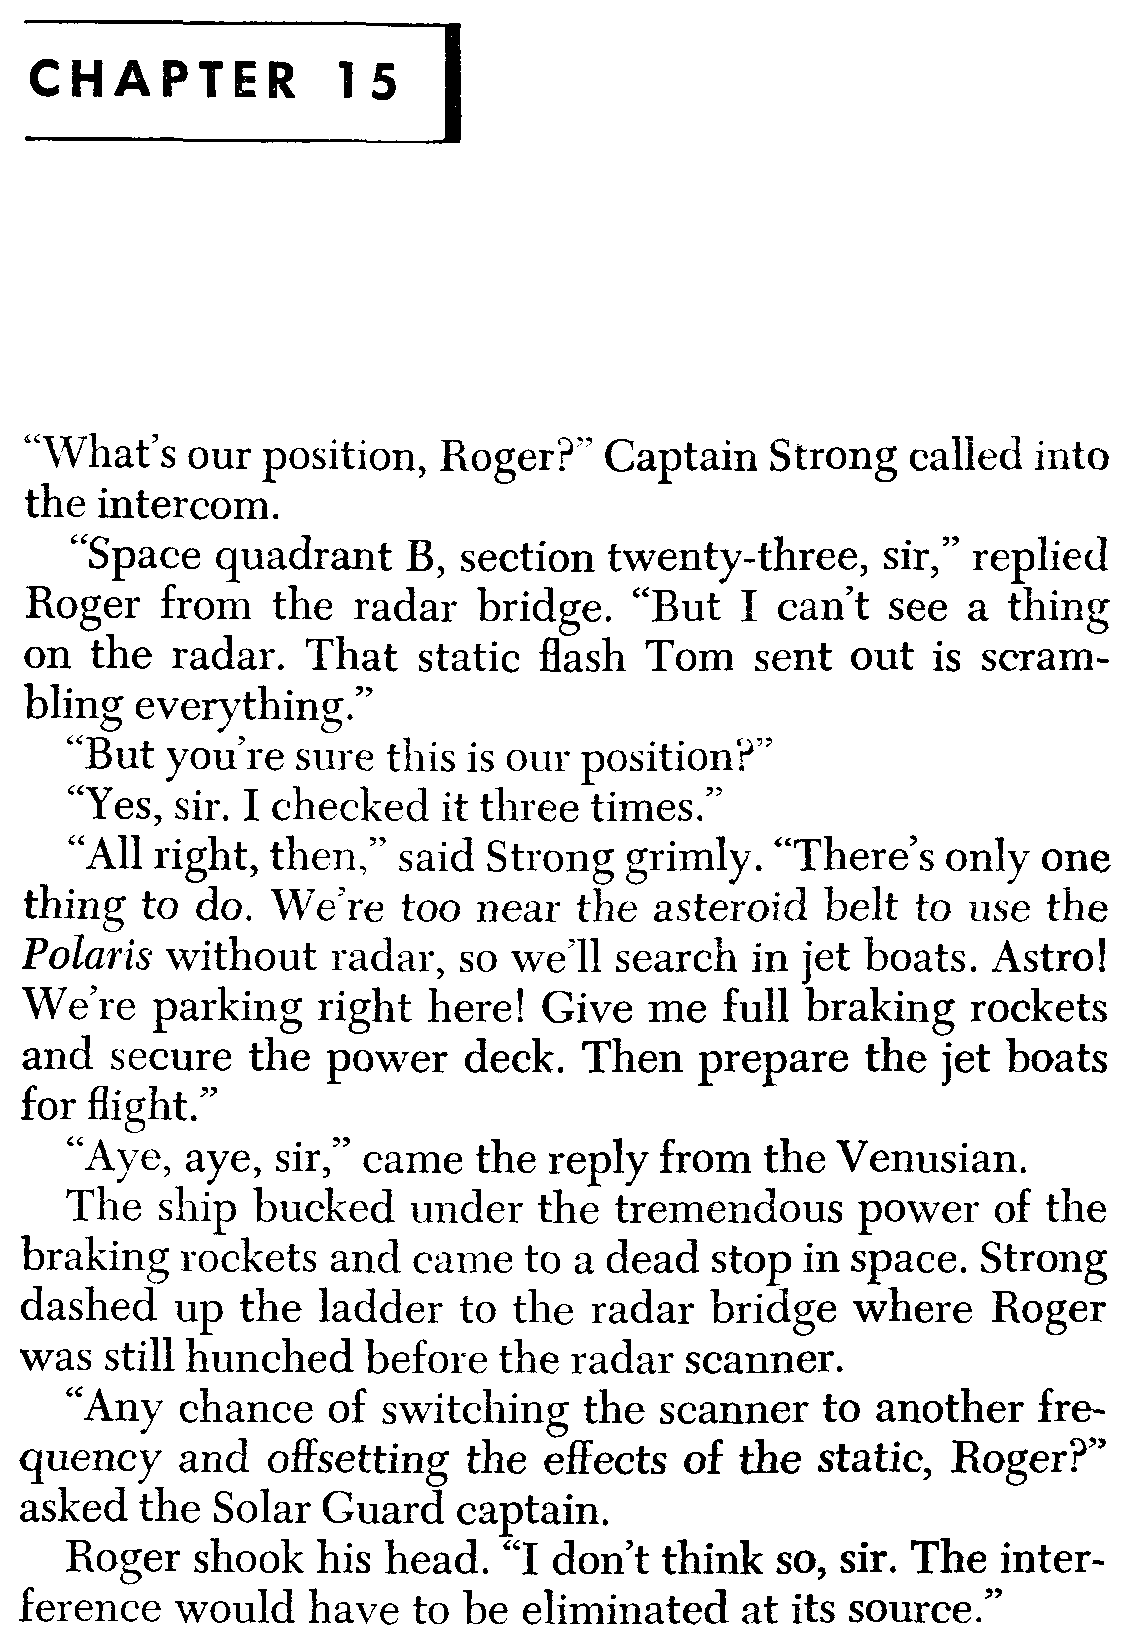 CHAPTER 15
“What’s our position, Roger?” Captain Strong called into
the intercom.
“Space quadrant B, section twenty-three, sir,” replied
Roger from the radar bridge. “But I can’t see a thing
on the radar. That static flash Tom sent out is scram-
bling everything.”
“But you’re sure this is our position?”
“Yes, sir. I checked it three times.”
“All right, then,” said Strong grimly. “There’s only one
thing to do. We’re too near the asteroid belt to use the
Polaris without radar, so we’ll search in jet boats. Astro!
We’re parking right here! Give me full braking rockets
and secure the power deck. Then prepare the jet boats
for flight.”
“Aye, aye, sir,” came the reply from the Venusian.
The ship bucked under the tremendous power of the
braking rockets and came to a dead stop in space. Strong
dashed up the ladder to the radar bridge where Roger
was still hunched before the radar scanner.
“Any chance of switching the scanner to another fre-
quency and offsetting the effects of the static, Roger?”
asked the Solar Guard captain.
Roger shook his head. “I don’t think so, sir. The inter-
ference would have to be eliminated at its source.”